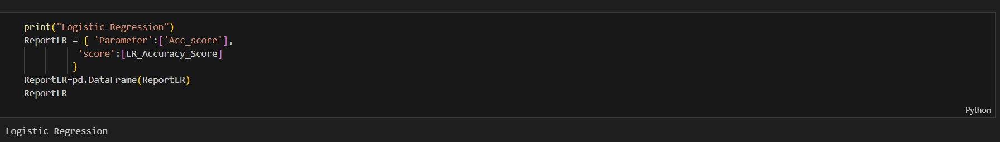 print("Logistic Regression")
ReportLR = { 'Parameter':['Acc_score'],
          'score':[LR_Accuracy_Score]
         }
ReportLR=pd.DataFrame(ReportLR)
ReportLR
Python
Logistic Regression